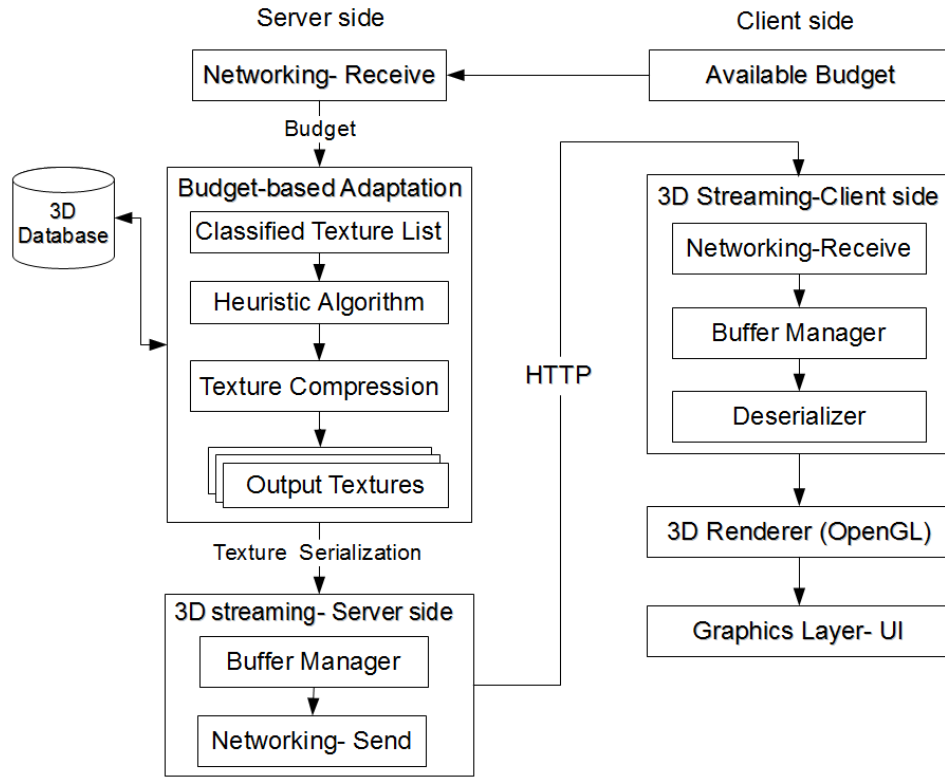 Server side
Client side
Networking- Receive
Available Budget
Budget
Budget-based Adaptation
3D
Database
Classified Texture List
Heuristic Algorithm
Texture Compression
Output Textures
Texture Serialization
3D streaming- Server side
Buffer Manager
Networking- Send
HTTP
3D Streaming-Client side
Networking-Receive
Buffer Manager
Deserializer
3D Renderer (OpenGL)
Graphics Layer- UI